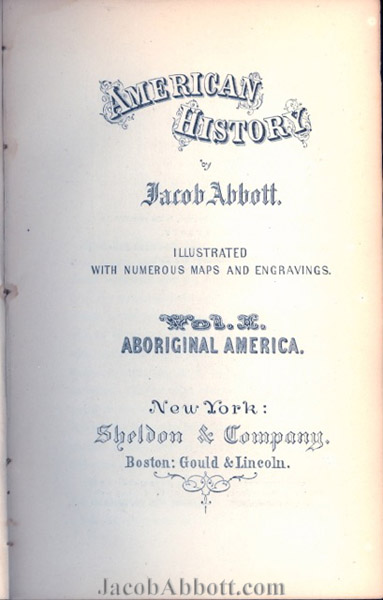 AMERICAN
HISTORY
by
Jacob Abbott.
ILLUSTRATED
WITH NUMEROUS MAPS AND ENGRAVINGS.
Vol. I.
ABORIGINAL AMERICA.
New York:
Sheldon & Company.
Boston: Gould & Lincoln.
JacobAbbott.com